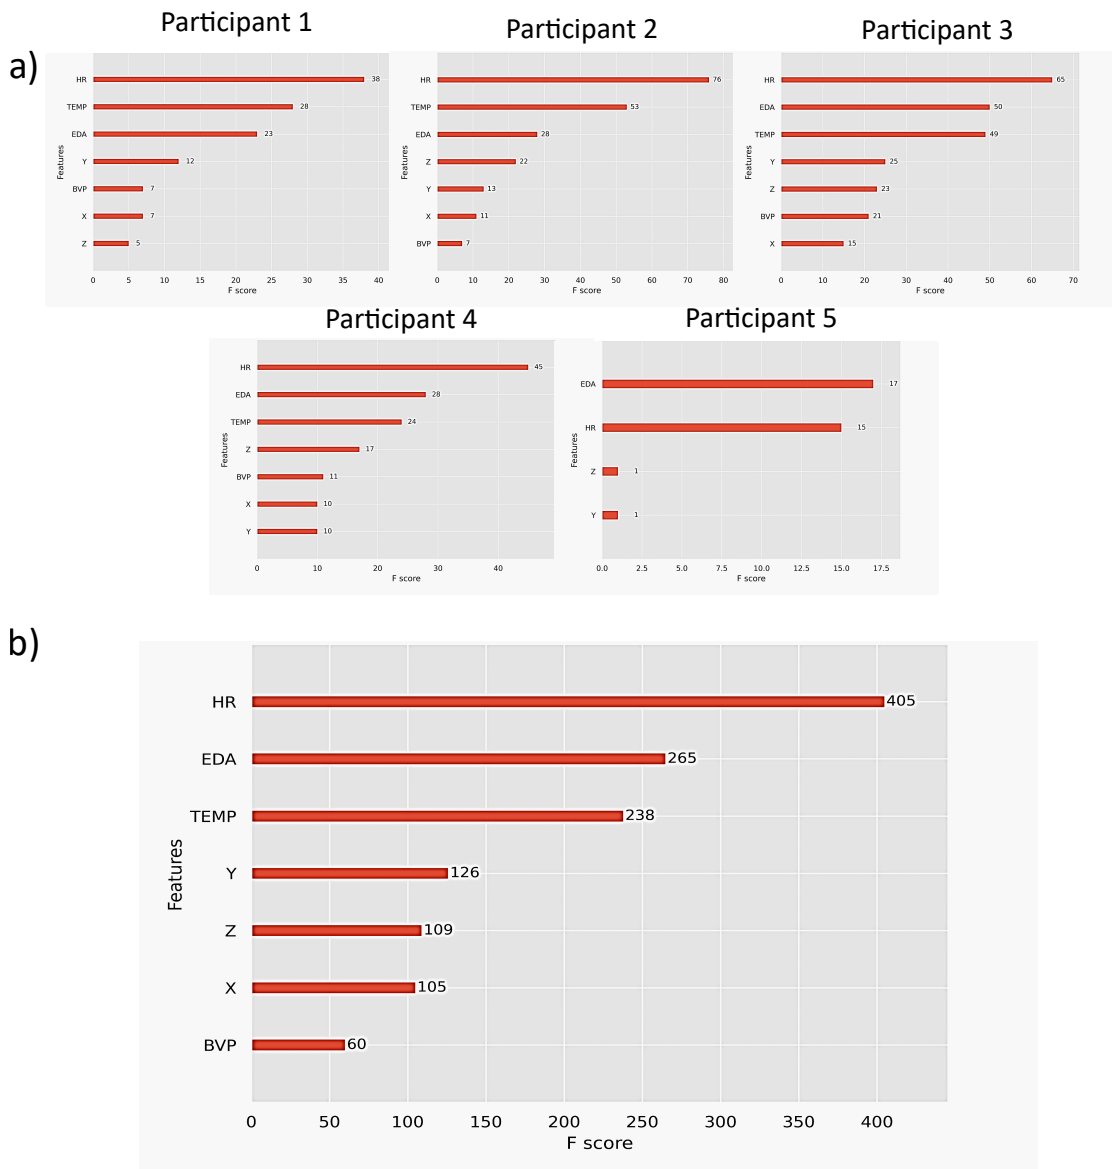 a)
Participant 1
Features
HR 38
TEMP 28
EDA 23
Y 12
BVP 7
X 7
Z 5
0 5 10 15 20 25 30 35 40
F score
Participant 2
Features
HR 76
TEMP 53
EDA 28
Z 22
Y 13
X 11
BVP 7
0 10 20 30 40 50 60 70 80
F score
Participant 3
Features
HR 65
EDA 50
TEMP 49
Y 25
Z 23
BVP 21
X 15
0 10 20 30 40 50 60 70
F score
Participant 4
Features
HR 45
EDA 28
TEMP 24
Z 17
BVP 11
X 10
Y 10
0 10 20 30 40
F score
Participant 5
Features
EDA 17
HR 15
Z 1
Y 1
0.0 2.5 5.0 7.5 10.0 12.5 15.0 17.5
F score
b)
Features
HR 405
EDA 265
TEMP 238
Y 126
Z 109
X 105
BVP 60
0 50 100 150 200 250 300 350 400
F score